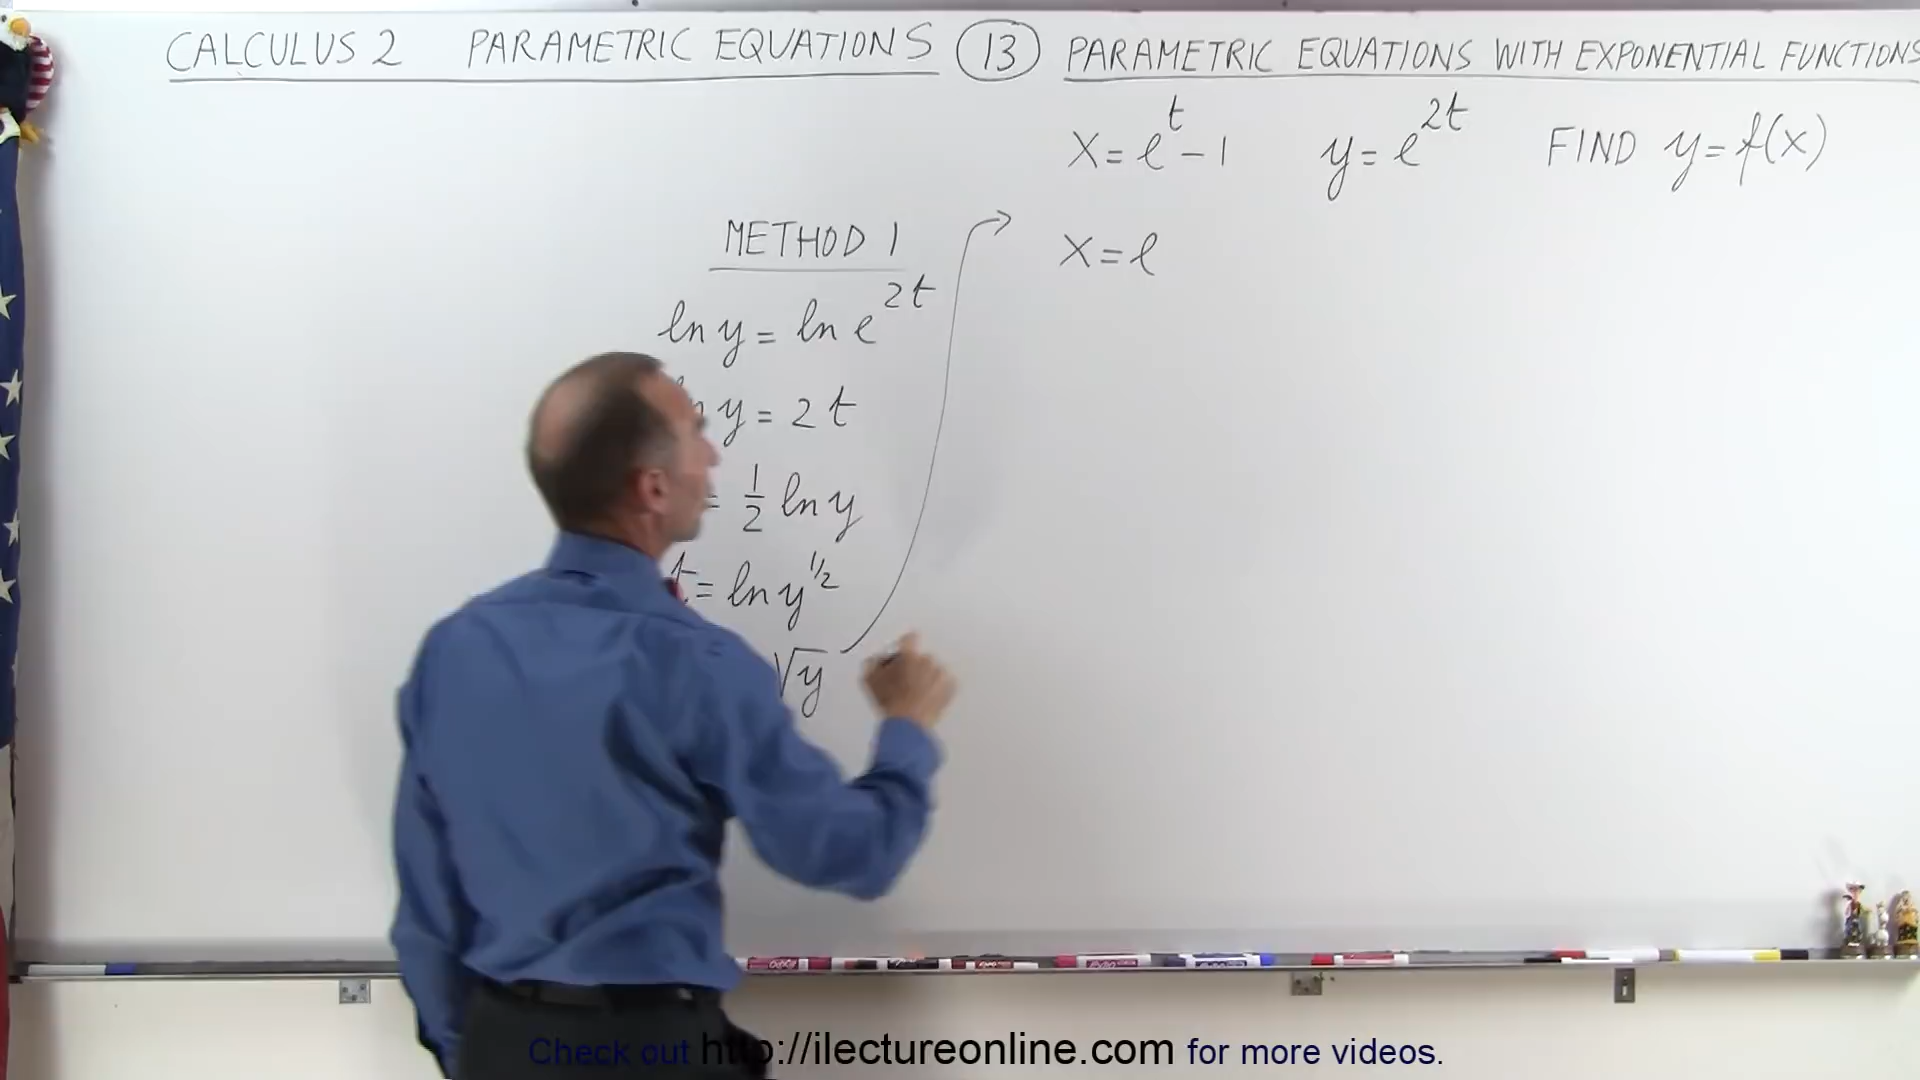 CALCULUS 2 PARAMETRIC EQUATIONS 13 PARAMETRIC EQUATIONS WITH EXPONENTIAL FUNCTIONS
x = e^t - 1 y = e^{2t} FIND y = f(x)
METHOD 1
ln y = ln e^{2t}
y = 2t
= 1/2 ln y
t = ln y^{1/2}
√y
x = e
Check out http://ilectureonline.com for more videos.